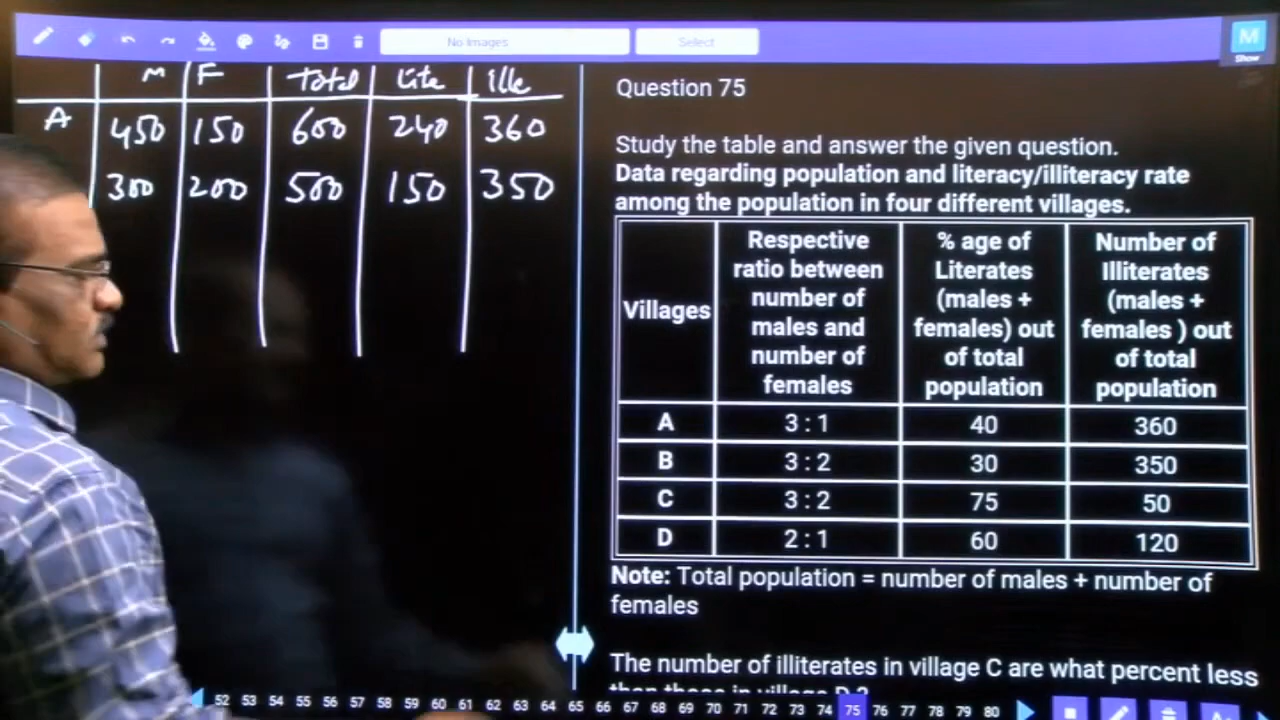 No Images Select M Show
M F Total Lite Ille
A 450 150 600 240 360
300 200 500 150 350
Question 75
Study the table and answer the given question.
Data regarding population and literacy/illiteracy rate
among the population in four different villages.
Villages
Respective
ratio between
number of
males and
number of
females
% age of
Literates
(males +
females) out
of total
population
Number of
Illiterates
(males +
females ) out
of total
population
A 3 : 1 40 360
B 3 : 2 30 350
C 3 : 2 75 50
D 2 : 1 60 120
Note: Total population = number of males + number of
females
The number of illiterates in village C are what percent less
than those in village D ?
52 53 54 55 56 57 58 59 60 61 62 63 64 65 66 67 68 69 70 71 72 73 74 75 76 77 78 79 80